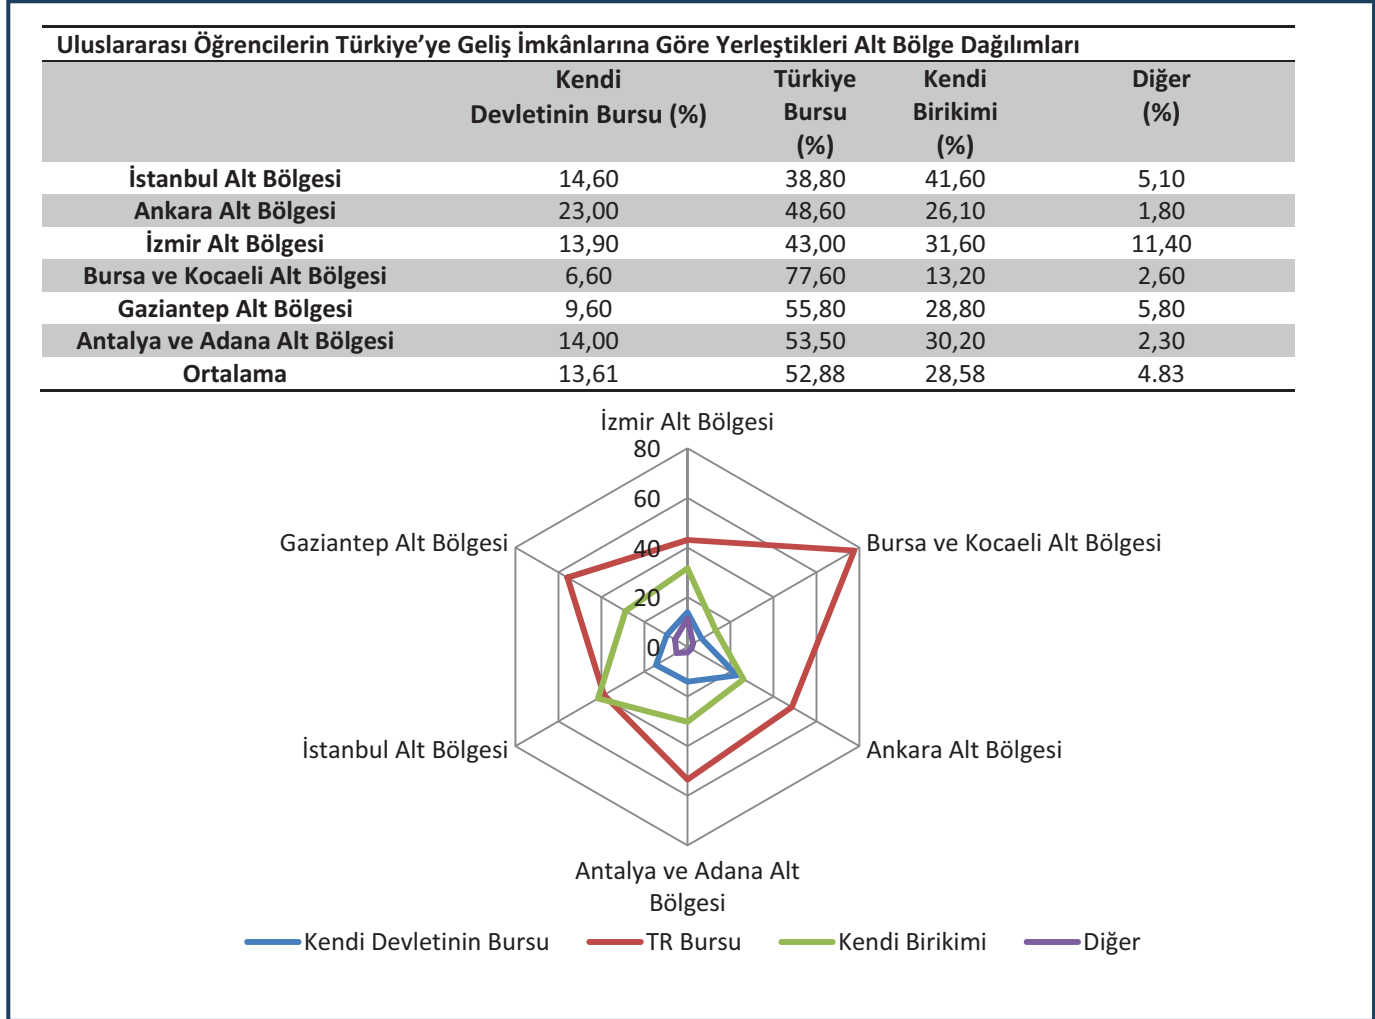 Uluslararası Öğrencilerin Türkiye’ye Geliş İmkânlarına Göre Yerleştikleri Alt Bölge Dağılımları
Kendi Türkiye Kendi Diğer
Devletinin Bursu (%) Bursu Birikimi (%)
(%) (%)
İstanbul Alt Bölgesi 14,60 38,80 41,60 5,10
Ankara Alt Bölgesi 23,00 48,60 26,10 1,80
İzmir Alt Bölgesi 13,90 43,00 31,60 11,40
Bursa ve Kocaeli Alt Bölgesi 6,60 77,60 13,20 2,60
Gaziantep Alt Bölgesi 9,60 55,80 28,80 5,80
Antalya ve Adana Alt Bölgesi 14,00 53,50 30,20 2,30
Ortalama 13,61 52,88 28,58 4.83
İzmir Alt Bölgesi
80
60
Gaziantep Alt Bölgesi
Bursa ve Kocaeli Alt Bölgesi
40
20
0
İstanbul Alt Bölgesi
Ankara Alt Bölgesi
Antalya ve Adana Alt
Bölgesi
Kendi Devletinin Bursu TR Bursu Kendi Birikimi Diğer